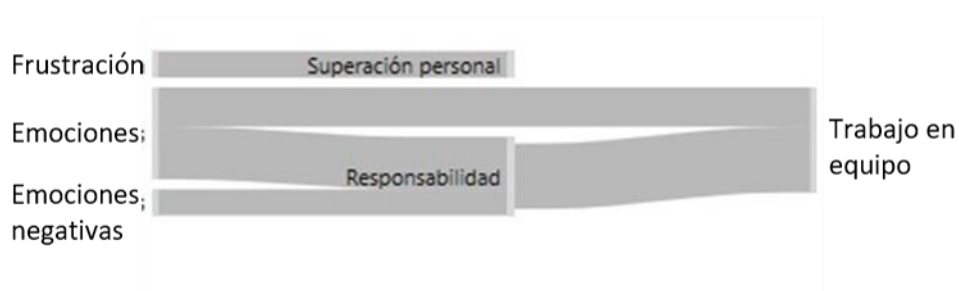 Frustración
Superación personal
Emociones;
Trabajo en
equipo
Responsabilidad
Emociones;
negativas